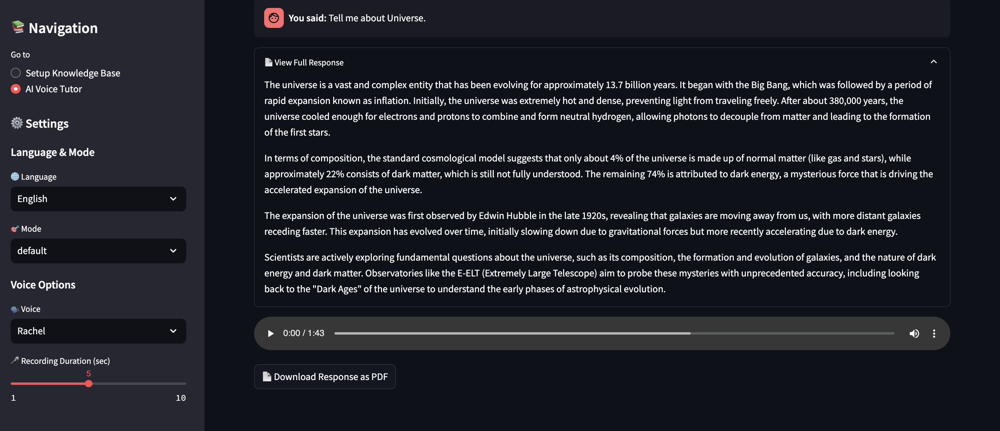 📚 Navigation
Go to
Setup Knowledge Base
AI Voice Tutor
⚙️ Settings
Language & Mode
🌐 Language
English
🎯 Mode
default
Voice Options
🗣️ Voice
Rachel
🎤 Recording Duration (sec)
5
1
10
You said: Tell me about Universe.
📄 View Full Response
The universe is a vast and complex entity that has been evolving for approximately 13.7 billion years. It began with the Big Bang, which was followed by a period of
rapid expansion known as inflation. Initially, the universe was extremely hot and dense, preventing light from traveling freely. After about 380,000 years, the
universe cooled enough for electrons and protons to combine and form neutral hydrogen, allowing photons to decouple from matter and leading to the formation
of the first stars.
In terms of composition, the standard cosmological model suggests that only about 4% of the universe is made up of normal matter (like gas and stars), while
approximately 22% consists of dark matter, which is still not fully understood. The remaining 74% is attributed to dark energy, a mysterious force that is driving the
accelerated expansion of the universe.
The expansion of the universe was first observed by Edwin Hubble in the late 1920s, revealing that galaxies are moving away from us, with more distant galaxies
receding faster. This expansion has evolved over time, initially slowing down due to gravitational forces but more recently accelerating due to dark energy.
Scientists are actively exploring fundamental questions about the universe, such as its composition, the formation and evolution of galaxies, and the nature of dark
energy and dark matter. Observatories like the E-ELT (Extremely Large Telescope) aim to probe these mysteries with unprecedented accuracy, including looking
back to the "Dark Ages" of the universe to understand the early phases of astrophysical evolution.
0:00 / 1:43
📄 Download Response as PDF